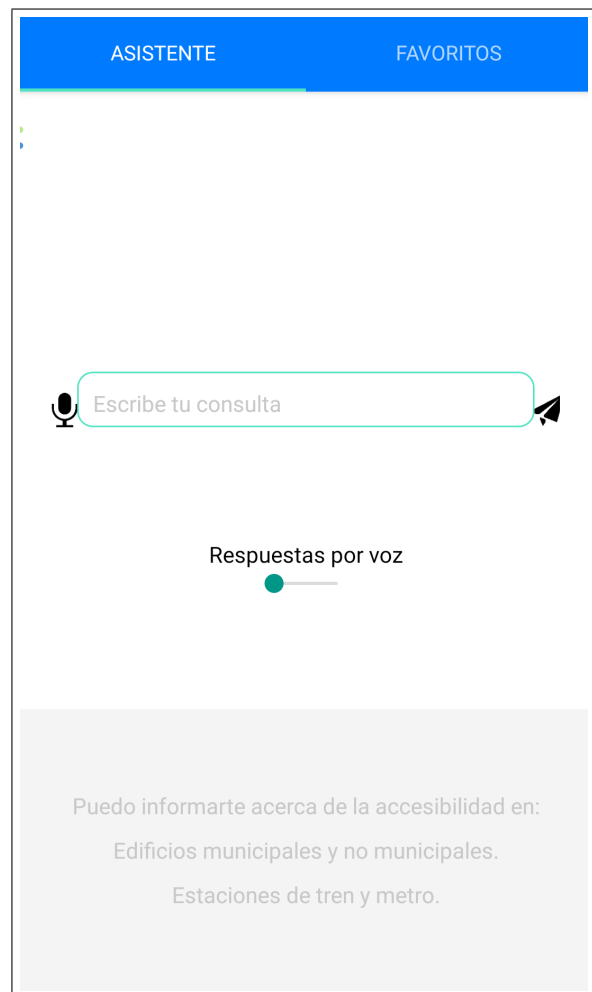 ASISTENTE FAVORITOS
Escribe tu consulta
Respuestas por voz
Puedo informarte acerca de la accesibilidad en:
Edificios municipales y no municipales.
Estaciones de tren y metro.